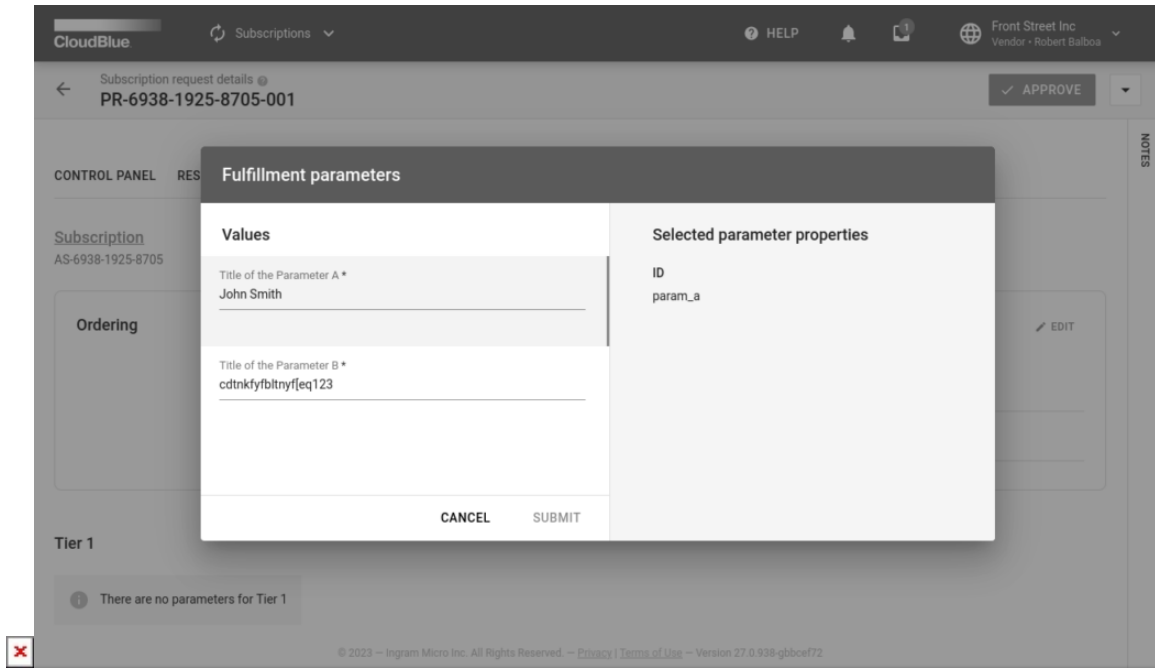 CloudBlue
Subscriptions
HELP
1
Front Street Inc
Vendor • Robert Balboa
Subscription request details
PR-6938-1925-8705-001
APPROVE
NOTES
CONTROL PANEL RES
Fulfillment parameters
Subscription
AS-6938-1925-8705
Values
Title of the Parameter A *
John Smith
Title of the Parameter B *
cdtnkfyfbltnyf[eq123
CANCEL SUBMIT
Selected parameter properties
ID
param_a
Ordering
EDIT
Tier 1
There are no parameters for Tier 1
© 2023 — Ingram Micro Inc. All Rights Reserved. — Privacy | Terms of Use — Version 27.0.938-gbbcef72